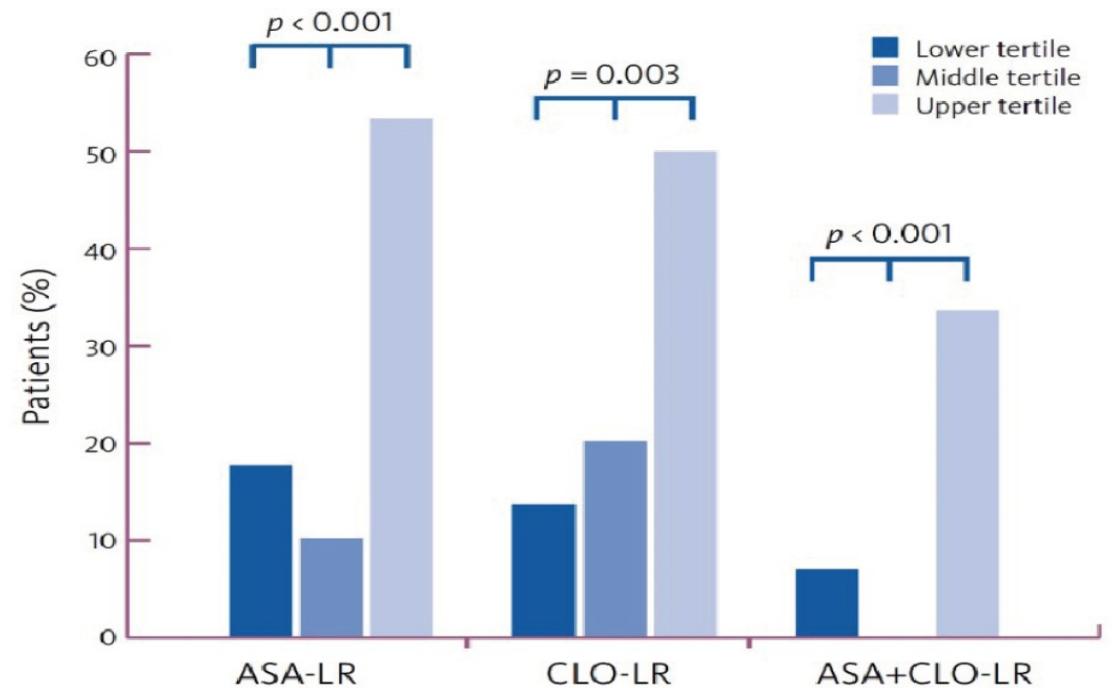 p < 0.001
p = 0.003
p < 0.001
Lower tertile
Middle tertile
Upper tertile
Patients (%)
60
50
40
30
20
10
0
ASA-LR
CLO-LR
ASA+CLO-LR